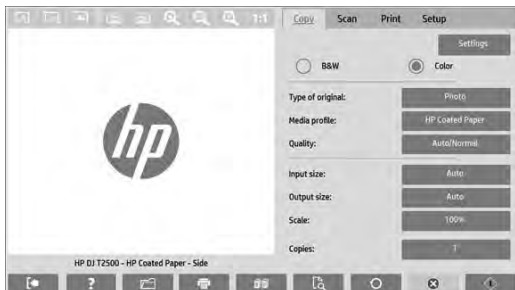 1:1
Copy Scan Print Setup
Settings
B&W Color
Type of original: Photo
Media profile: HP Coated Paper
Quality: Auto/Normal
Input size: Auto
Output size: Auto
Scale: 100%
Copies: 1
hp
HP DJ T2500 - HP Coated Paper - Side
?